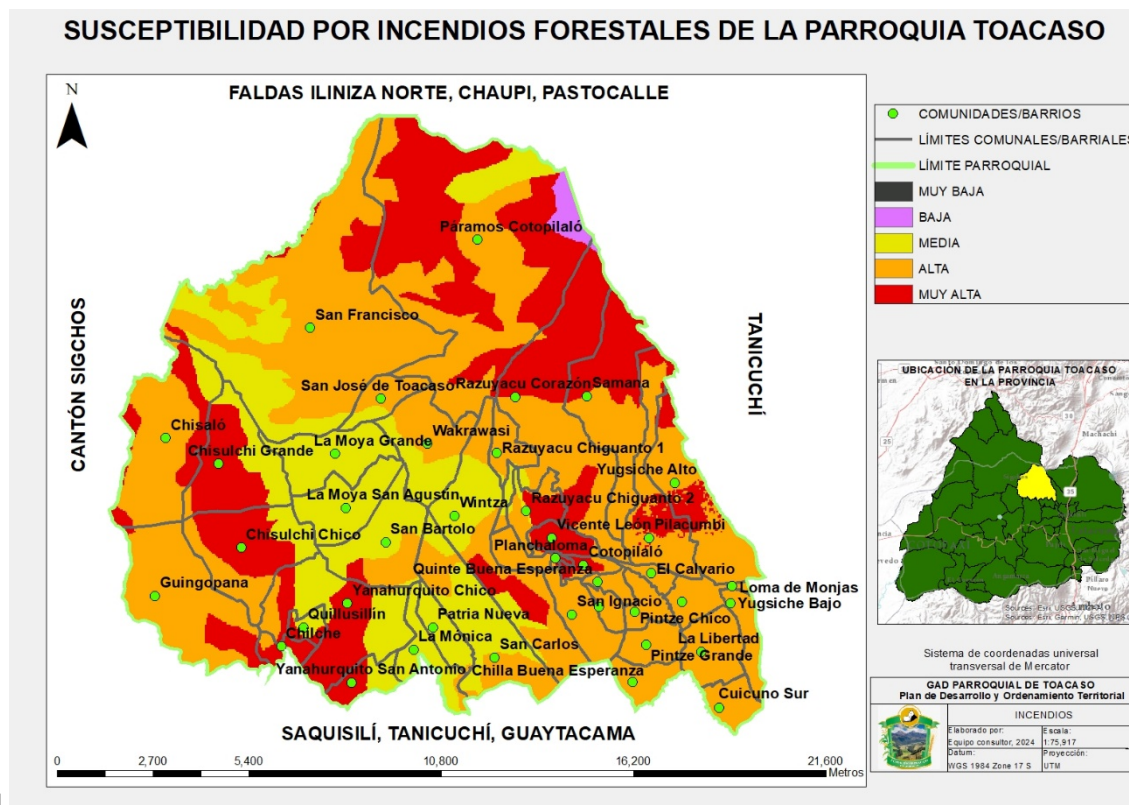 SUSCEPTIBILIDAD POR INCENDIOS FORESTALES DE LA PARROQUIA TOACASO
N
FALDAS ILINIZA NORTE, CHAUPI, PASTOCALLE
CANTÓN SIGCHOS
TANICUCHÍ
Páramos Cotopilaló
San Francisco
San José de Toacaso
Razuyacu Corazón
Samana
Chisaló
Chisulchi Grande
La Moya Grande
Wakrawasi
Razuyacu Chiguanto 1
Yugsiche Alto
La Moya San Agustín
Wintza
Razuyacu Chiguanto 2
Chisulchi Chico
San Bartolo
Vicente León
Pilacumbi
Planchaloma
Cotopilaló
Guingopana
Quinte Buena Esperanza
El Calvario
Yanahurquito Chico
Loma de Monjas
Quillusillín
Patria Nueva
San Ignacio
Yugsiche Bajo
Pintze Chico
Chilche
La Mónica
San Carlos
La Libertad
Pintze Grande
Yanahurquito San Antonio
Chilla Buena Esperanza
Cuicuno Sur
SAQUISILÍ, TANICUCHÍ, GUAYTACAMA
0 2,700 5,400 10,800 16,200 21,600
Metros
COMUNIDADES/BARRIOS
LÍMITES COMUNALES/BARRIALES
LÍMITE PARROQUIAL
MUY BAJA
BAJA
MEDIA
ALTA
MUY ALTA
UBICACIÓN DE LA PARROQUIA TOACASO
EN LA PROVINCIA
Machachi
Sistema de coordenadas universal
transversal de Mercator
GAD PARROQUIAL DE TOACASO
Plan de Desarrollo y Ordenamiento Territorial
INCENDIOS
Elaborado por:
Equipo consultor, 2024
Escala:
1:75,917
Datum:
WGS 1984 Zone 17 S
Proyección:
UTM